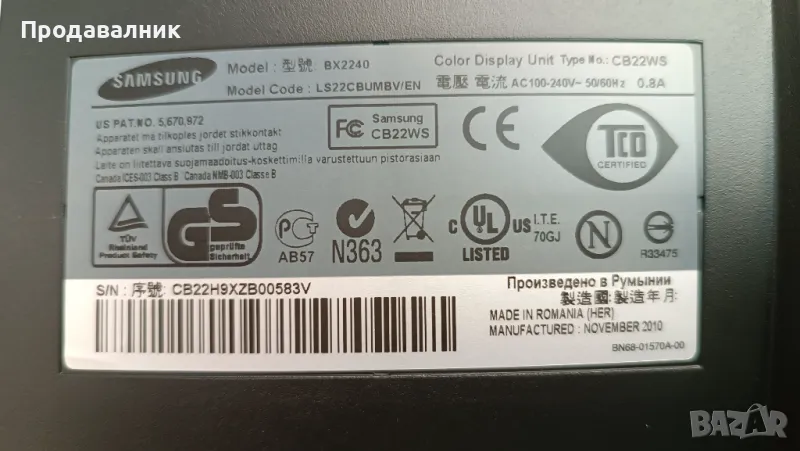 Продавалник
SAMSUNG
Model : 型號 : BX2240
Model Code : LS22CBUMBV/EN
Color Display Unit Type No.: CB22WS
電壓 電流 AC100-240V~ 50/60Hz 0.8A
US PAT.NO. 5,670,972
Apparatet må tilkoples jordet stikkontakt
Apparaten skall anslutas till jordat uttag
Laite on liitettävä suojamaadoitus-koskettimilla varustettuun pistorasiaan
Canada ICES-003 Class B / Canada NMB-003 Classe B
FC Samsung
CB22WS
CE
TCO
CERTIFIED
TÜV
Rheinland
Product Safety
GS
geprüfte
Sicherheit
PCT
AB57
N363
c UL US
LISTED
I.T.E.
70GJ
N
R33475
S/N : 序號: CB22H9XZB00583V
Произведено в Румынии
製造國: 製造年月:
MADE IN ROMANIA (HER)
MANUFACTURED : NOVEMBER 2010
BN68-01570A-00
BAZAR